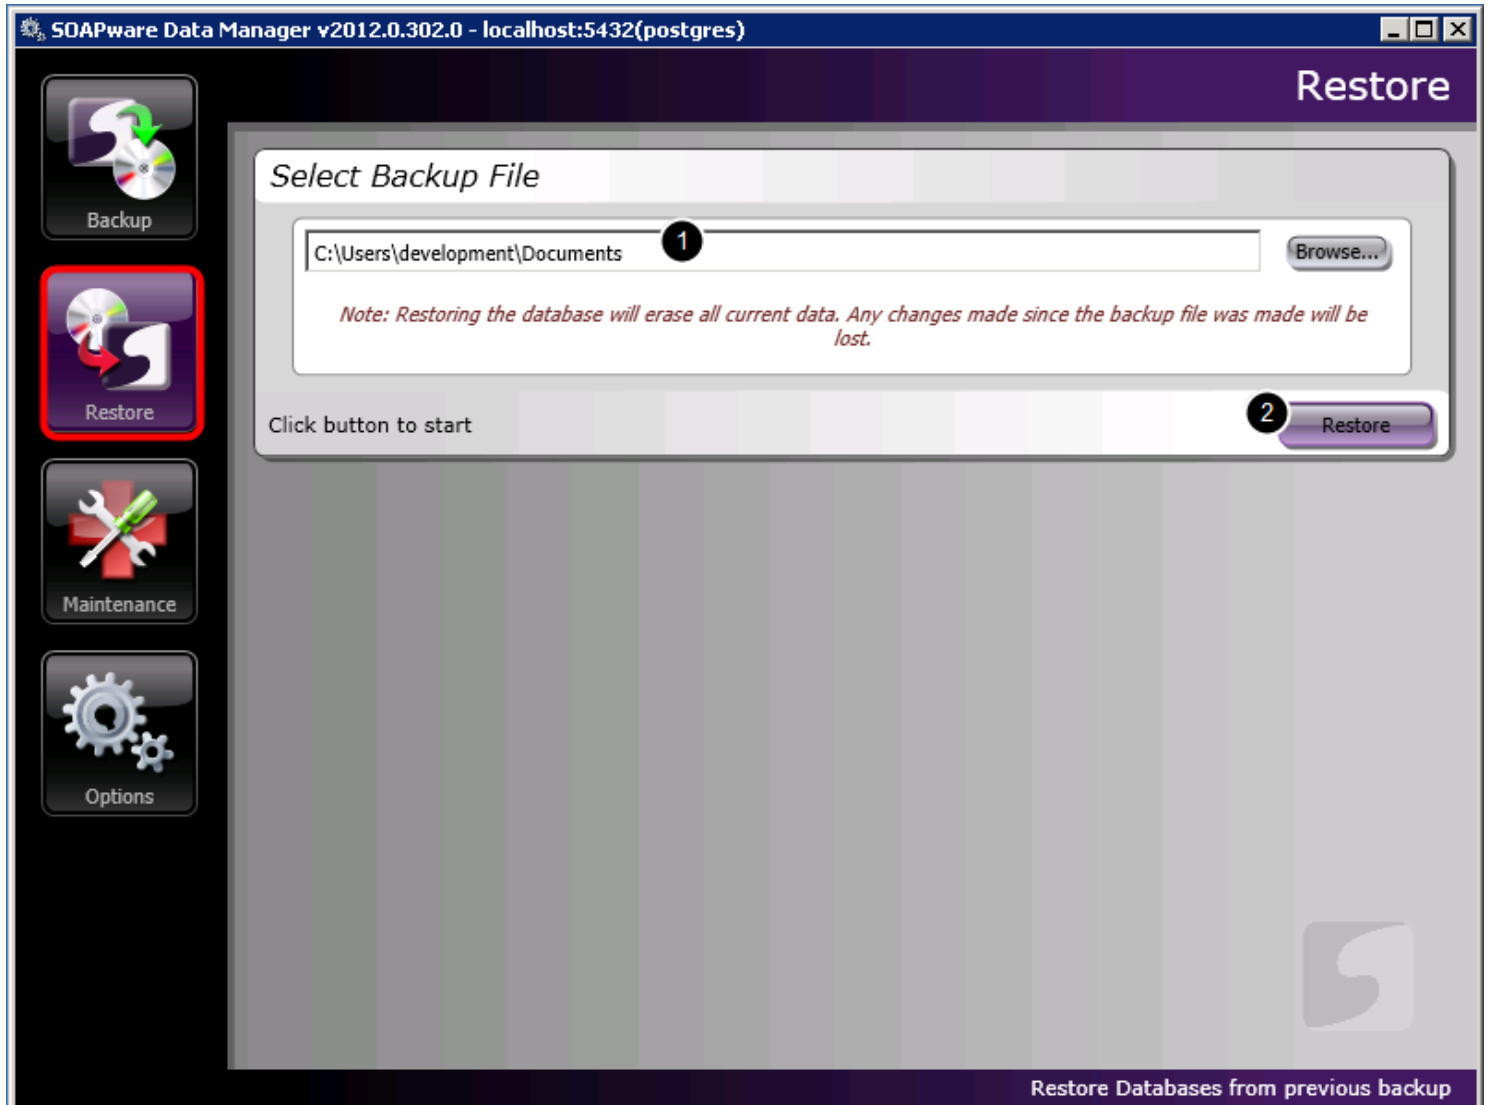 SOAPware Data Manager v2012.0.302.0 - localhost:5432(postgres)
Restore
Backup
Select Backup File
1
C:\Users\development\Documents
Browse...
Note: Restoring the database will erase all current data. Any changes made since the backup file was made will be
lost.
Restore
Click button to start
2
Restore
Maintenance
Options
Restore Databases from previous backup